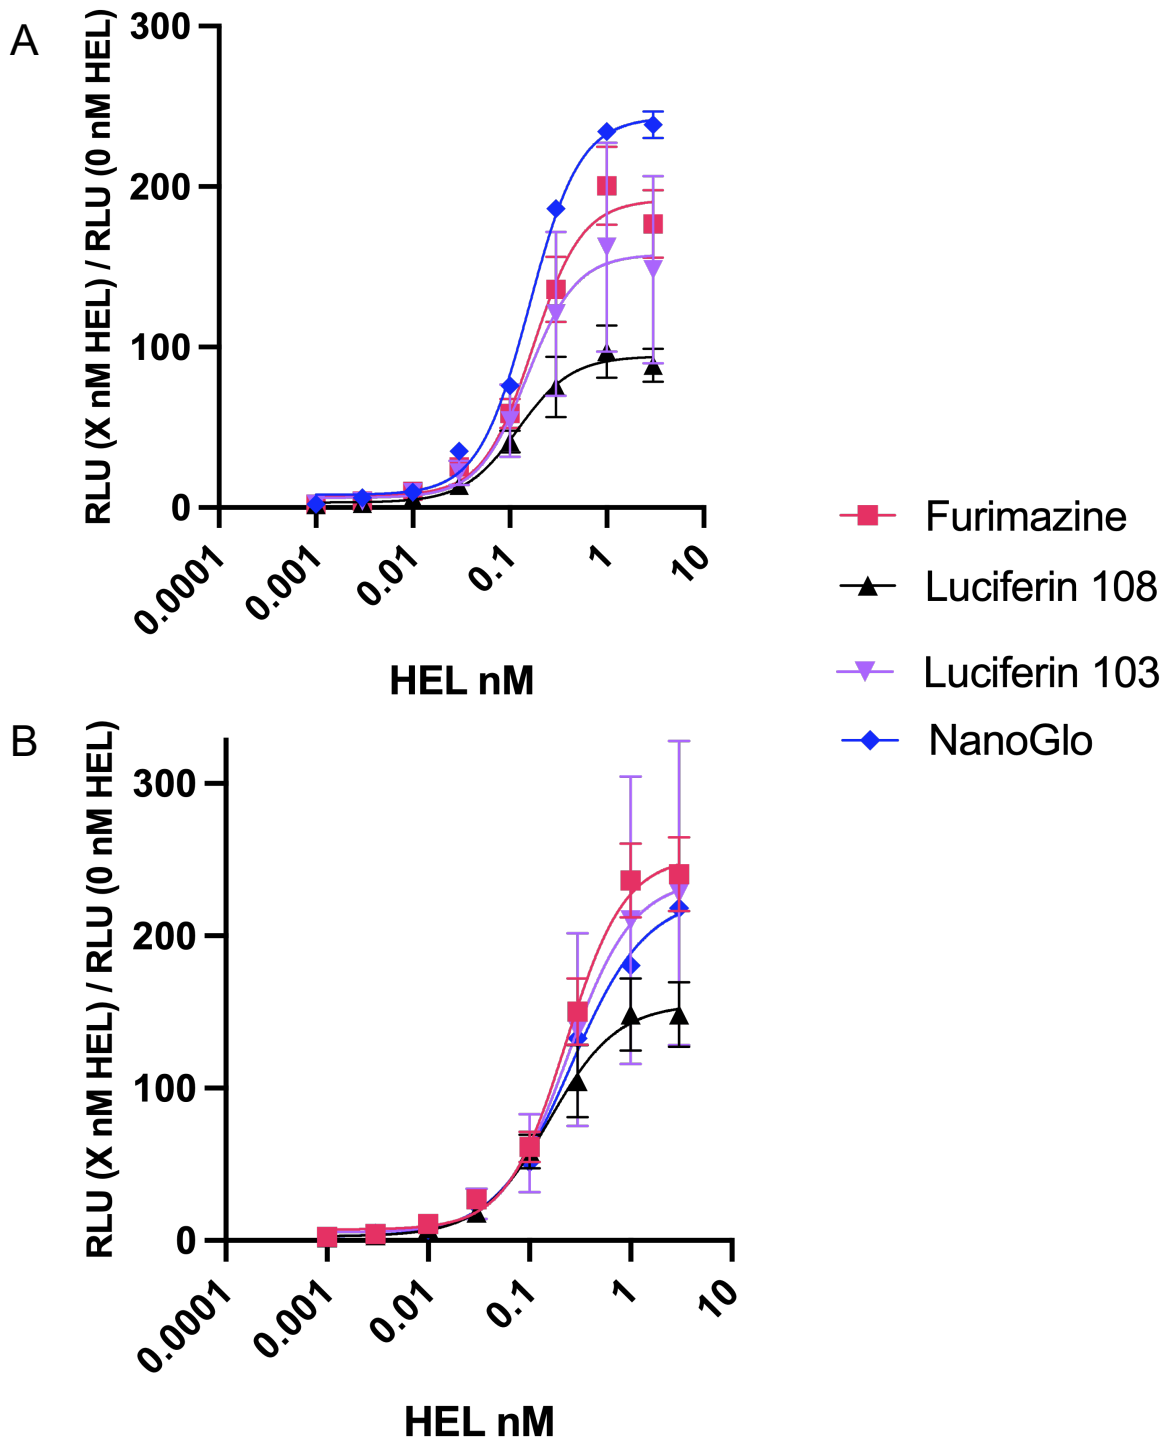 A
RLU (X nM HEL) / RLU (0 nM HEL)
300
200
100
0
0.0001
0.001
0.01
0.1
1
10
HEL nM
Furimazine
Luciferin 108
Luciferin 103
NanoGlo
B
RLU (X nM HEL) / RLU (0 nM HEL)
300
200
100
0
0.0001
0.001
0.01
0.1
1
10
HEL nM